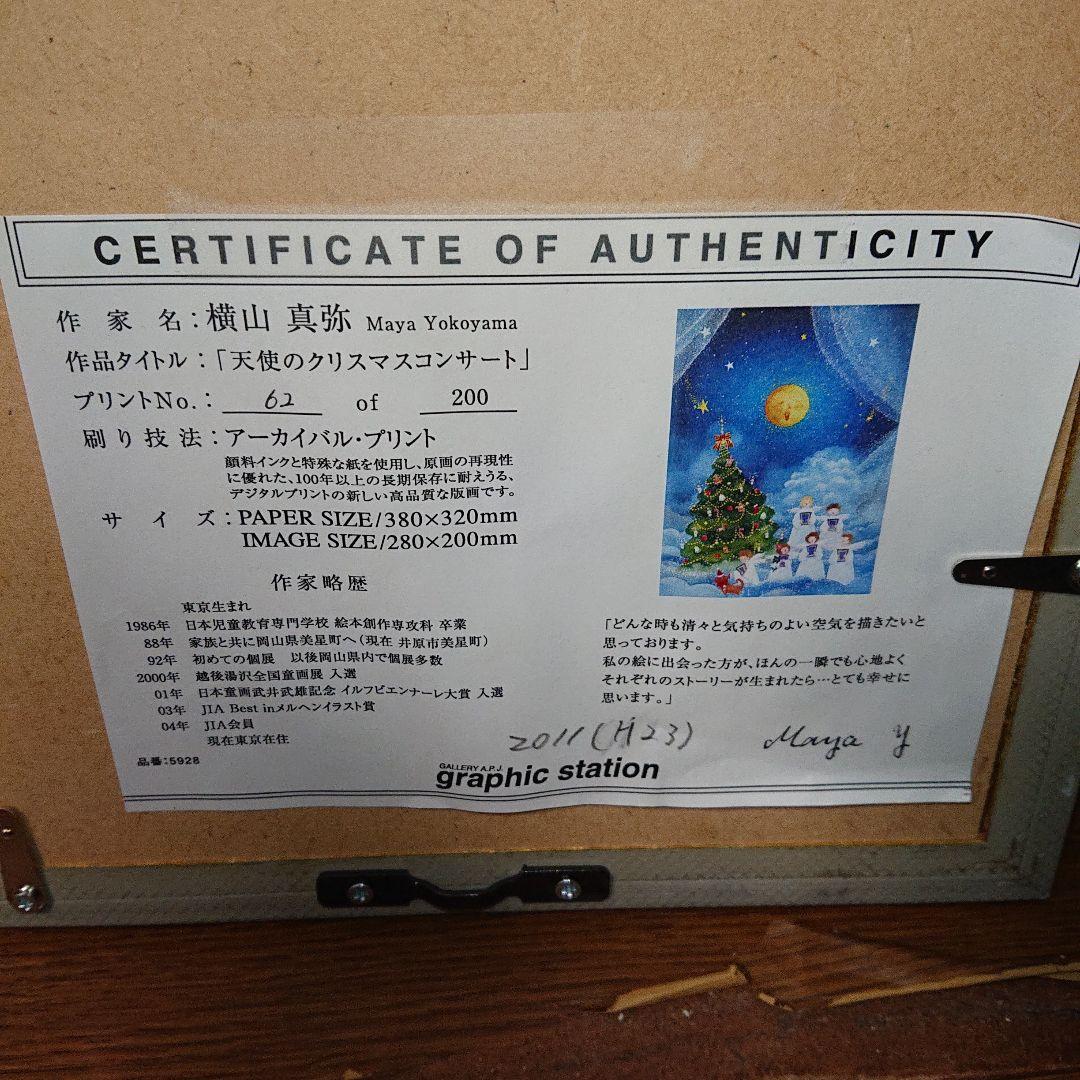 CERTIFICATE OF AUTHENTICITY
作家名：横山 真弥 Maya Yokoyama
作品タイトル：「天使のクリスマスコンサート」
プリントNo.： 62 of 200
刷り技法：アーカイバル・プリント
顔料インクと特殊な紙を使用し、原画の再現性
に優れた、100年以上の長期保存に耐えうる、
デジタルプリントの新しい高品質な版画です。
サイズ：PAPER SIZE/380×320mm
IMAGE SIZE/280×200mm
作家略歴
東京生まれ
1986年 日本児童教育専門学校 絵本創作専攻科 卒業
88年 家族と共に岡山県美星町へ（現在 井原市美星町）
92年 初めての個展 以後岡山県内で個展多数
2000年 越後湯沢全国童画展 入選
01年 日本童画武井武雄記念 イルフビエンナーレ大賞 入選
03年 JIA Best inメルヘンイラスト賞
04年 JIA会員
現在東京在住
品番：5928
「どんな時も清々と気持ちのよい空気を描きたいと
思っております。
私の絵に出会った方が、ほんの一瞬でも心地よく
それぞれのストーリーが生まれたら…とても幸せに
思います。」
2011(H23) Maya Y
GALLERY A.P.J.
graphic station